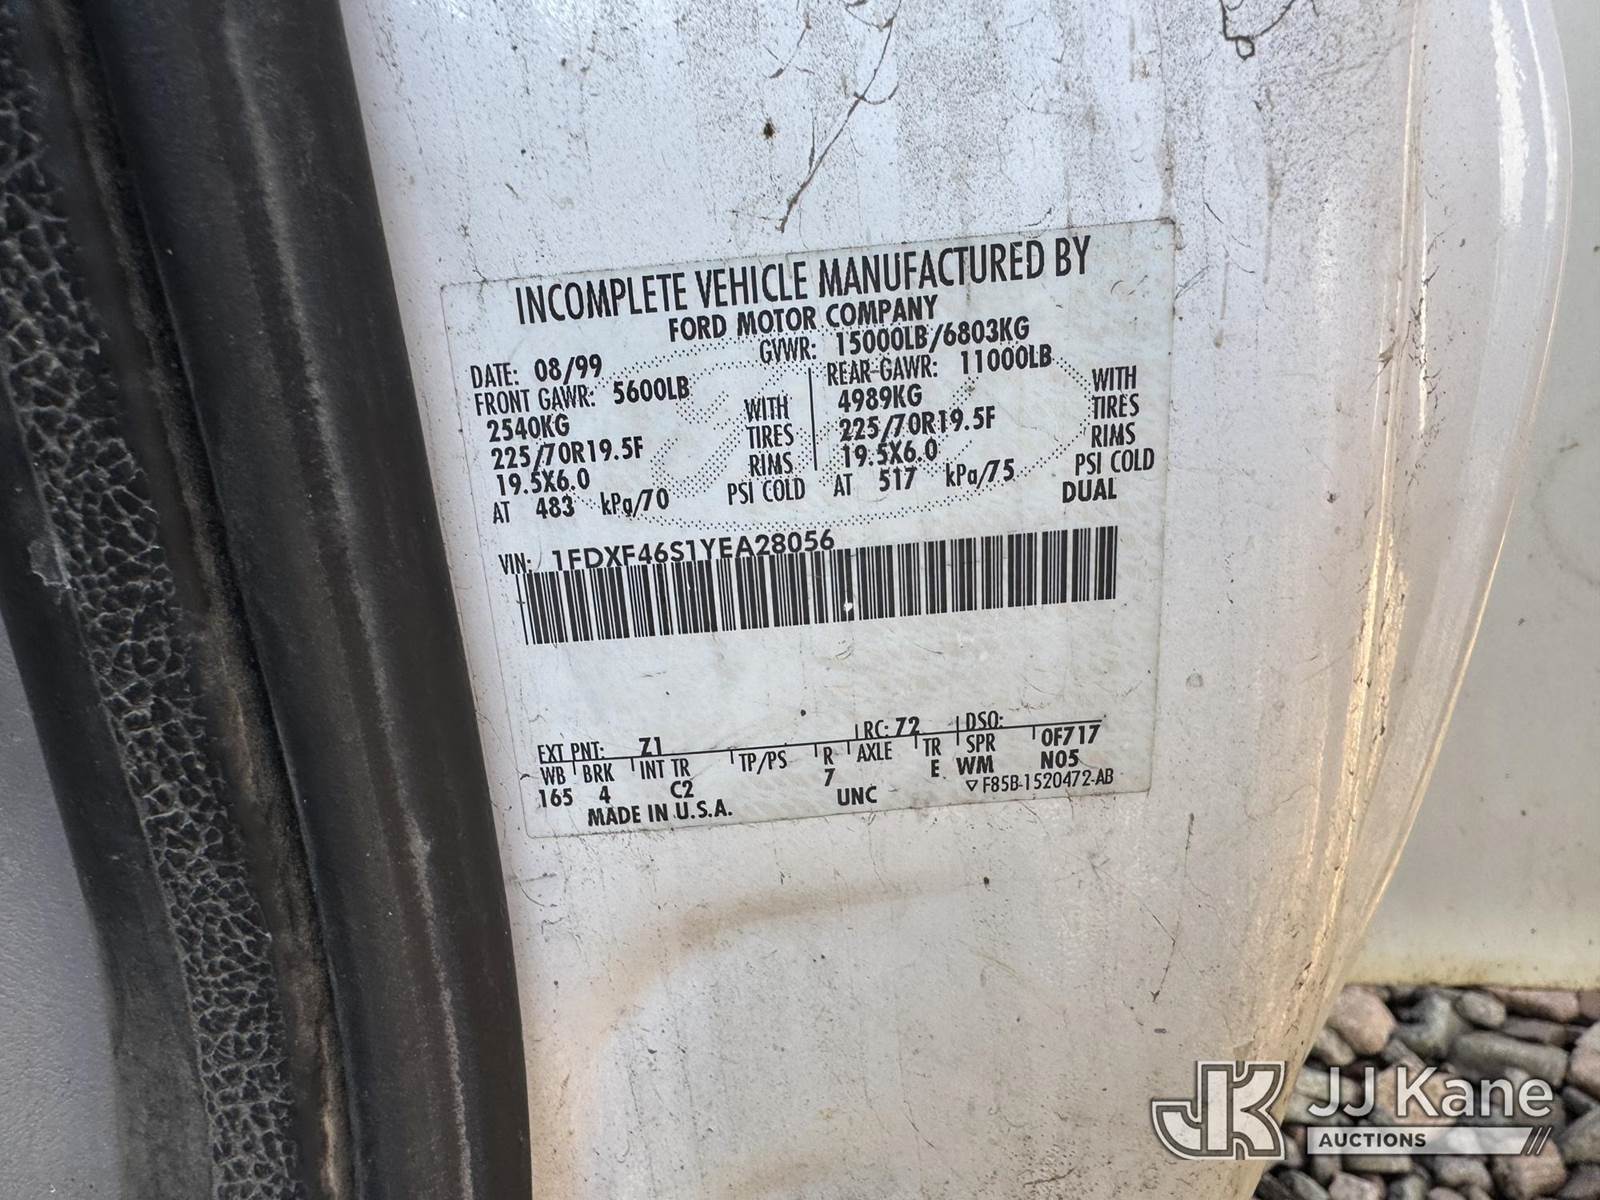 INCOMPLETE VEHICLE MANUFACTURED BY
FORD MOTOR COMPANY
DATE: 08/99 GVWR: 15000LB/6803KG
FRONT GAWR: 5600LB REAR GAWR: 11000LB
2540KG WITH 4989KG WITH
225/70R19.5F TIRES 225/70R19.5F TIRES
19.5X6.0 RIMS 19.5X6.0 RIMS
AT 483 kPa/70 PSI COLD AT 517 kPa/75 PSI COLD
DUAL
VIN: 1FDXF46S1YEA28056
EXT PNT: Z1 RC: 72 DSO:
WB BRK INT TR TP/PS R AXLE TR SPR 0F717
165 4 C2 7 E WM N05
MADE IN U.S.A. UNC ▽ F85B-1520472-AB
JK JJ Kane
AUCTIONS